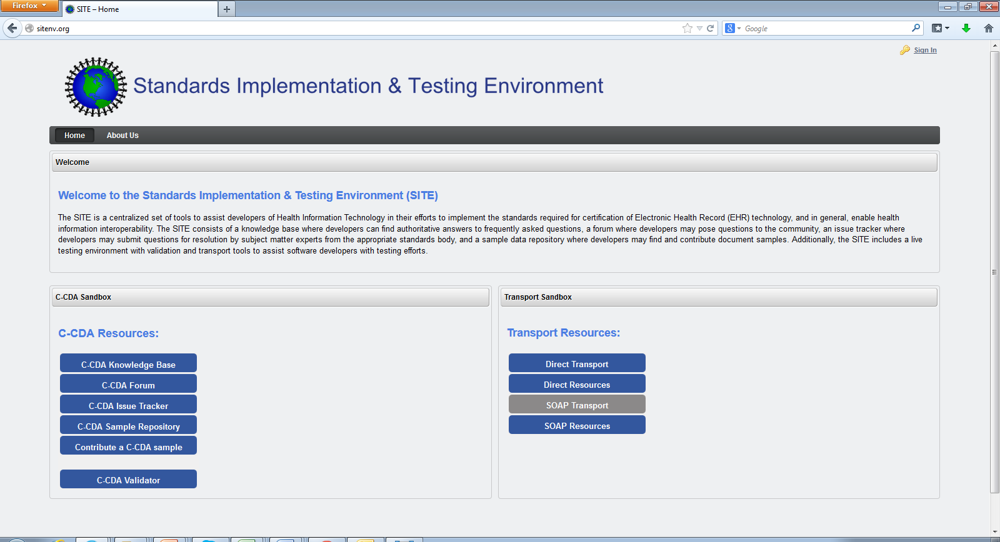 Firefox
SITE – Home
sitenv.org
8
Google
Sign In
Standards Implementation & Testing Environment
Home
About Us
Welcome
Welcome to the Standards Implementation & Testing Environment (SITE)
The SITE is a centralized set of tools to assist developers of Health Information Technology in their efforts to implement the standards required for certification of Electronic Health Record (EHR) technology, and in general, enable health
information interoperability. The SITE consists of a knowledge base where developers can find authoritative answers to frequently asked questions, a forum where developers may pose questions to the community, an issue tracker where
developers may submit questions for resolution by subject matter experts from the appropriate standards body, and a sample data repository where developers may find and contribute document samples. Additionally, the SITE includes a live
testing environment with validation and transport tools to assist software developers with testing efforts.
C-CDA Sandbox
C-CDA Resources:
C-CDA Knowledge Base
C-CDA Forum
C-CDA Issue Tracker
C-CDA Sample Repository
Contribute a C-CDA sample
C-CDA Validator
Transport Sandbox
Transport Resources:
Direct Transport
Direct Resources
SOAP Transport
SOAP Resources